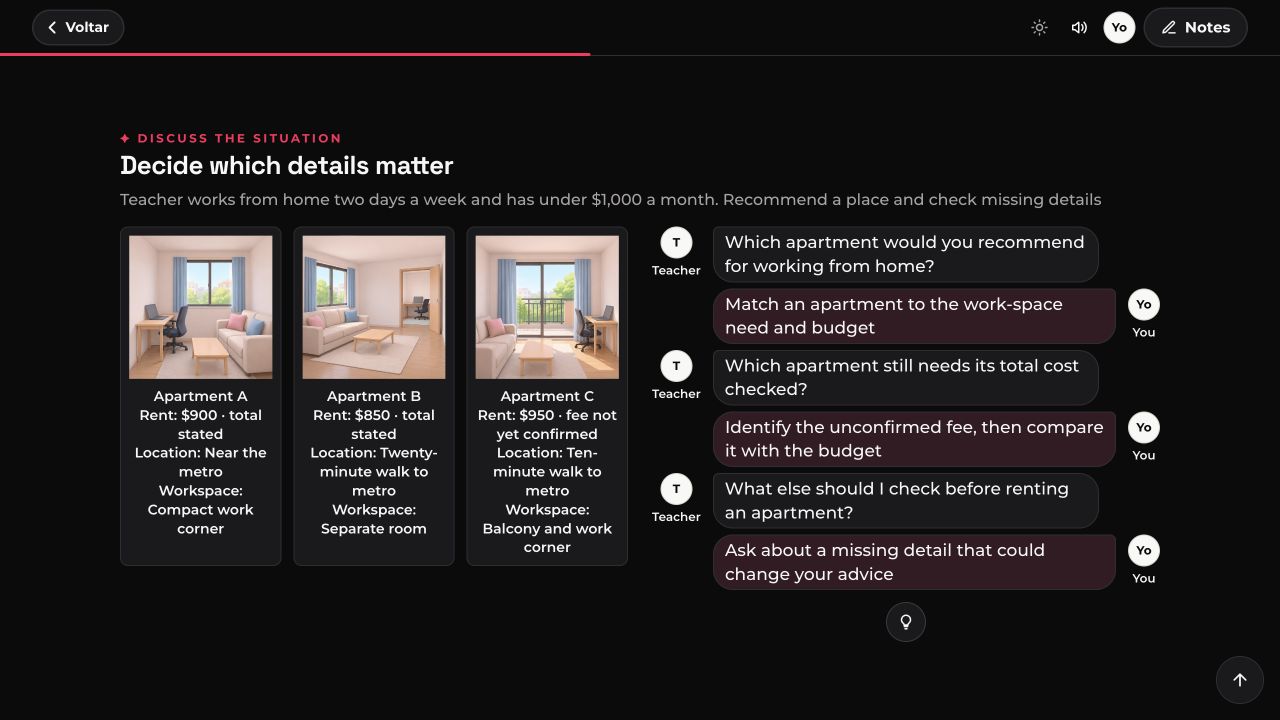 Voltar
Yo
Notes
DISCUSS THE SITUATION
Decide which details matter
Teacher works from home two days a week and has under $1,000 a month. Recommend a place and check missing details
Apartment A
Rent: $900 · total
stated
Location: Near the
metro
Workspace:
Compact work
corner
Apartment B
Rent: $850 · total
stated
Location: Twenty-
minute walk to
metro
Workspace:
Separate room
Apartment C
Rent: $950 · fee not
yet confirmed
Location: Ten-
minute walk to
metro
Workspace:
Balcony and work
corner
T
Teacher
Which apartment would you recommend
for working from home?
Match an apartment to the work-space
need and budget
Yo
You
T
Teacher
Which apartment still needs its total cost
checked?
Identify the unconfirmed fee, then compare
it with the budget
Yo
You
T
Teacher
What else should I check before renting
an apartment?
Ask about a missing detail that could
change your advice
Yo
You